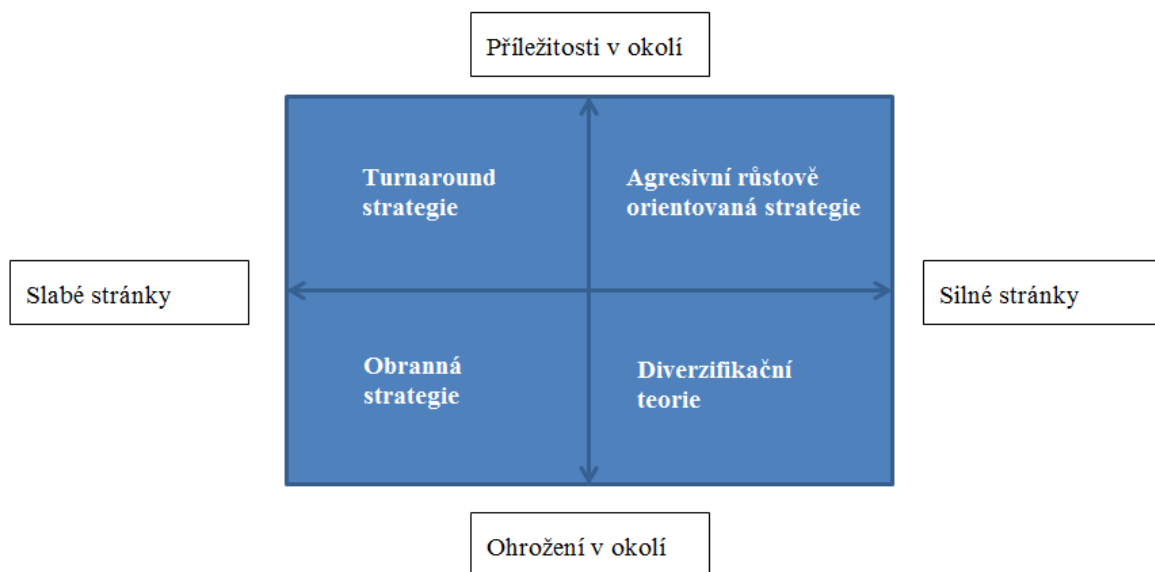 Příležitosti v okolí
Turnaround
strategie
Agresivní růstově
orientovaná strategie
Slabé stránky
Silné stránky
Obranná
strategie
Diverzifikační
teorie
Ohrožení v okolí